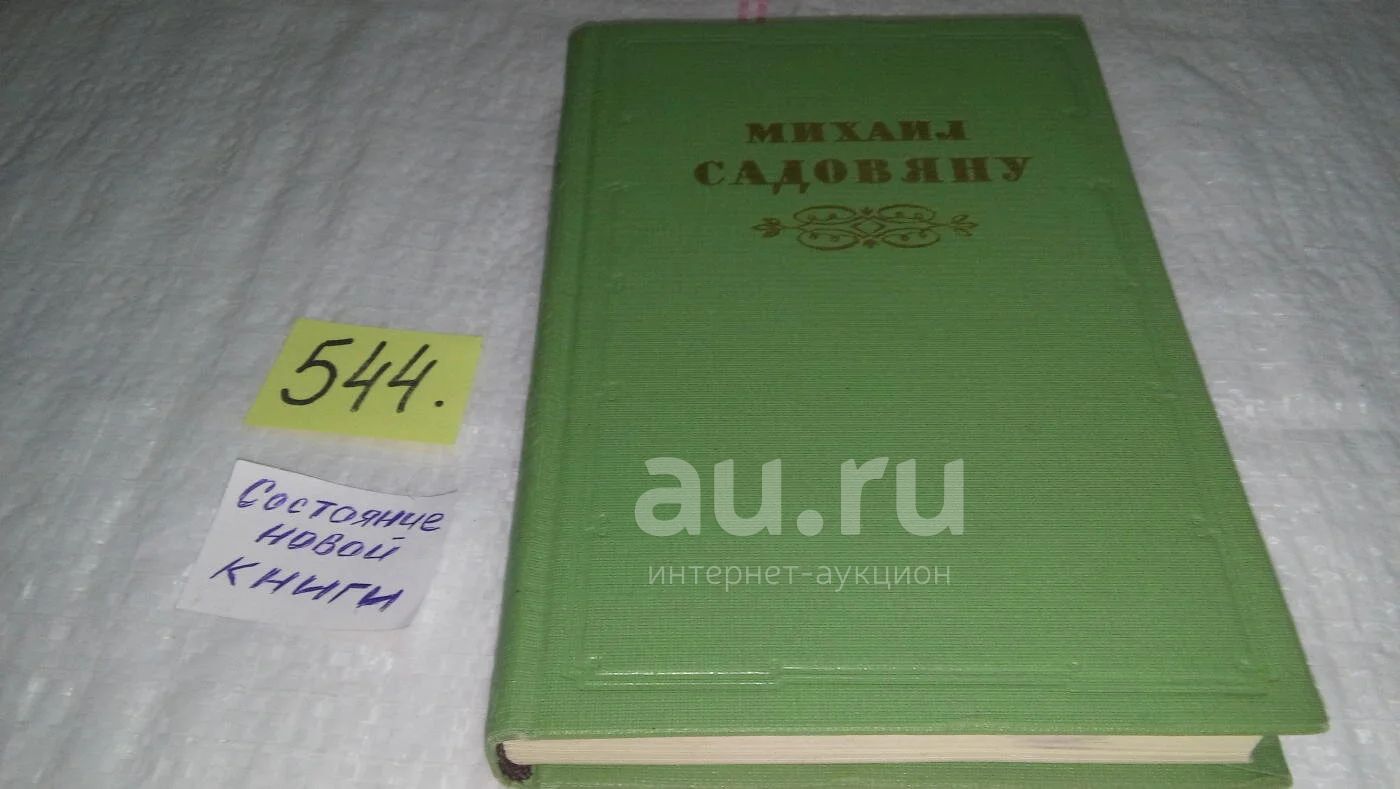 МИХАИЛ
САДОВЯНУ
544.
Состояние
новой
книги
au.ru
интернет-аукцион